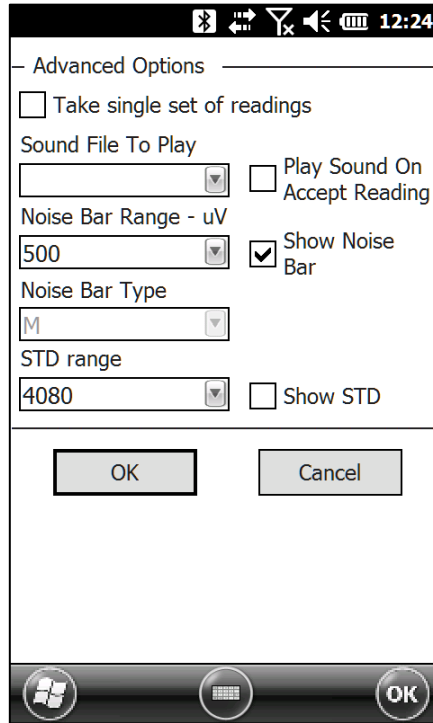 12:24
Advanced Options
Take single set of readings
Sound File To Play
Play Sound On
Accept Reading
Noise Bar Range - uV
500
Show Noise
Bar
Noise Bar Type
M
STD range
4080
Show STD
OK
Cancel
OK